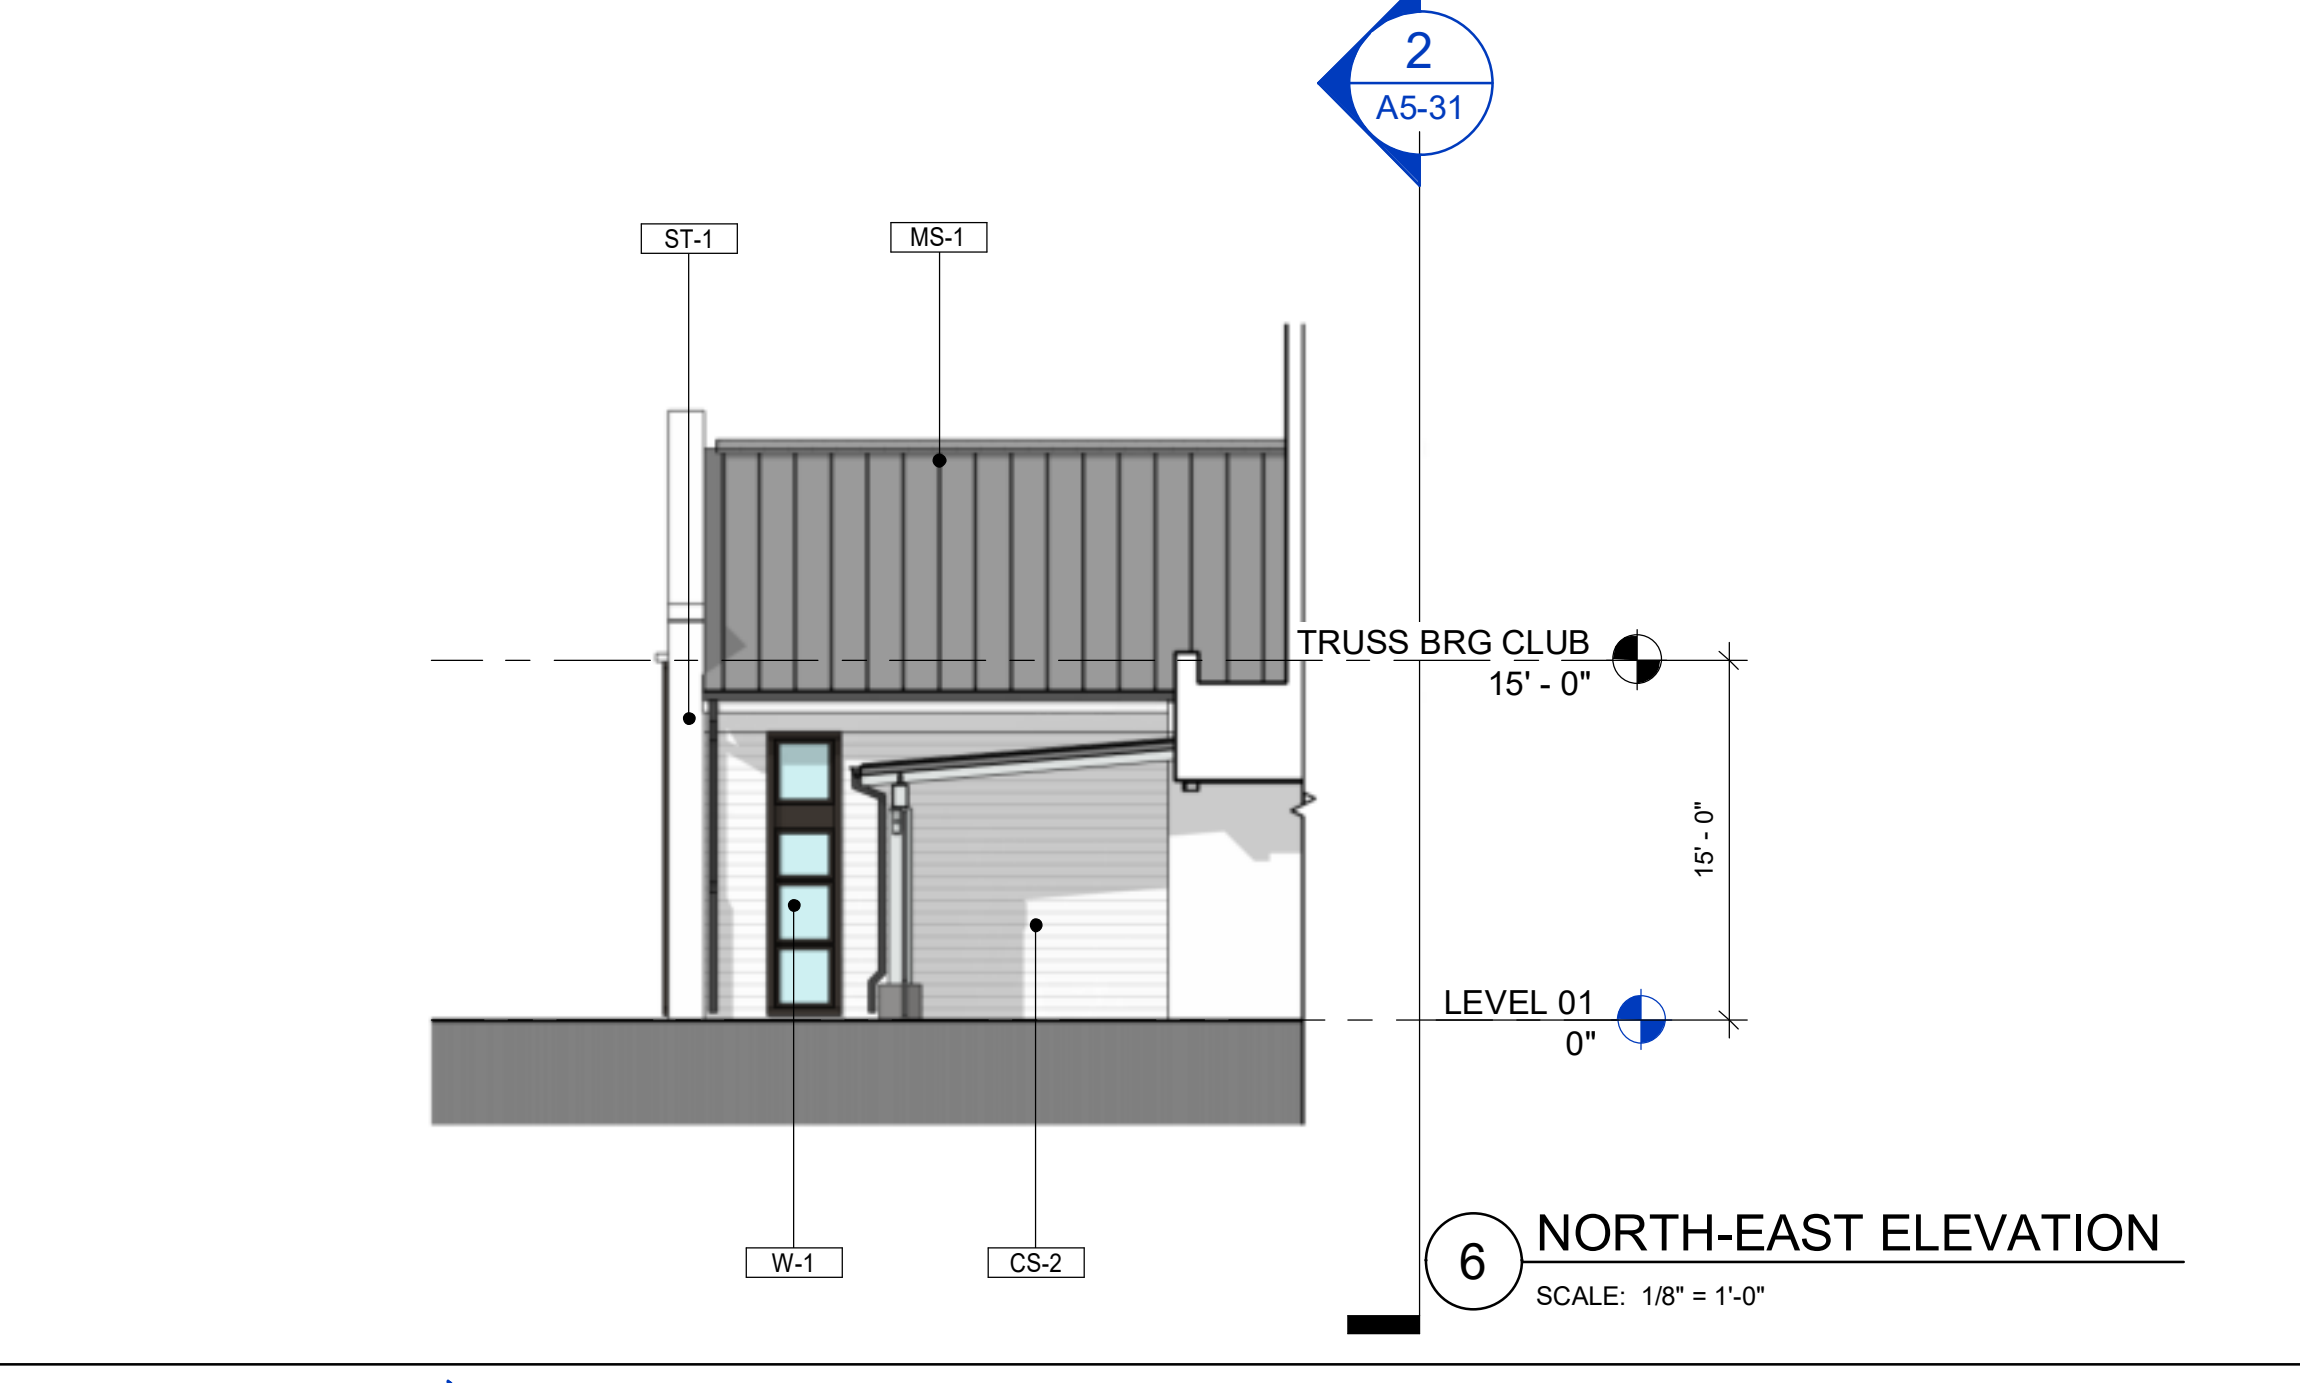 2
A5-31
ST-1
MS-1
TRUSS BRG CLUB
15' - 0"
15' - 0"
LEVEL 01
0"
W-1
CS-2
6
NORTH-EAST ELEVATION
SCALE: 1/8" = 1'-0"